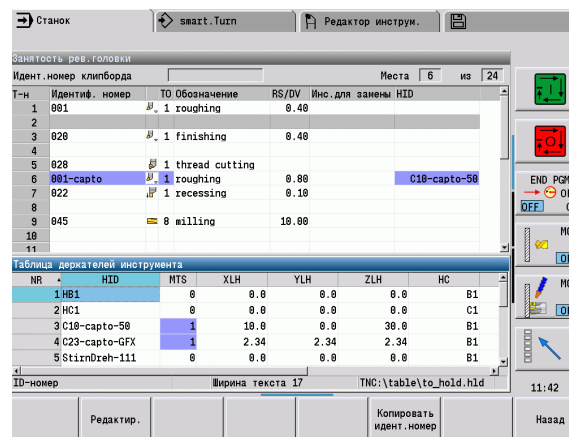 Станок smart.Turn Редактор инструм.
Занятость рев.головки
Идент.номер клипборда Места 6 из 24
Т-н Идентиф. номер TO Обозначение RS/DV Инс.для замены HID
1 001 1 roughing 0.40
2
3 020 1 finishing 0.40
4
5 028 1 thread cutting
6 001-capto 1 roughing 0.80 C10-capto-50
7 022 1 recessing 0.10
8
9 045 8 milling 10.00
10
11
Таблица держателей инструмента
NR HID MTS XLH YLH ZLH HC
1 HB1 0 0.0 0.0 0.0 B1
2 HC1 0 0.0 0.0 0.0 C1
3 C10-capto-50 1 10.0 0.0 30.0 B1
4 C23-capto-GFX 1 2.34 2.34 2.34 B1
5 StirnDreh-111 0 0.0 0.0 0.0 B1
ID-номер Ширина текста 17 TNC:\table\to_hold.hld
END PGM
OFF
11:42
Редактир.
Копировать
идент.номер
Назад